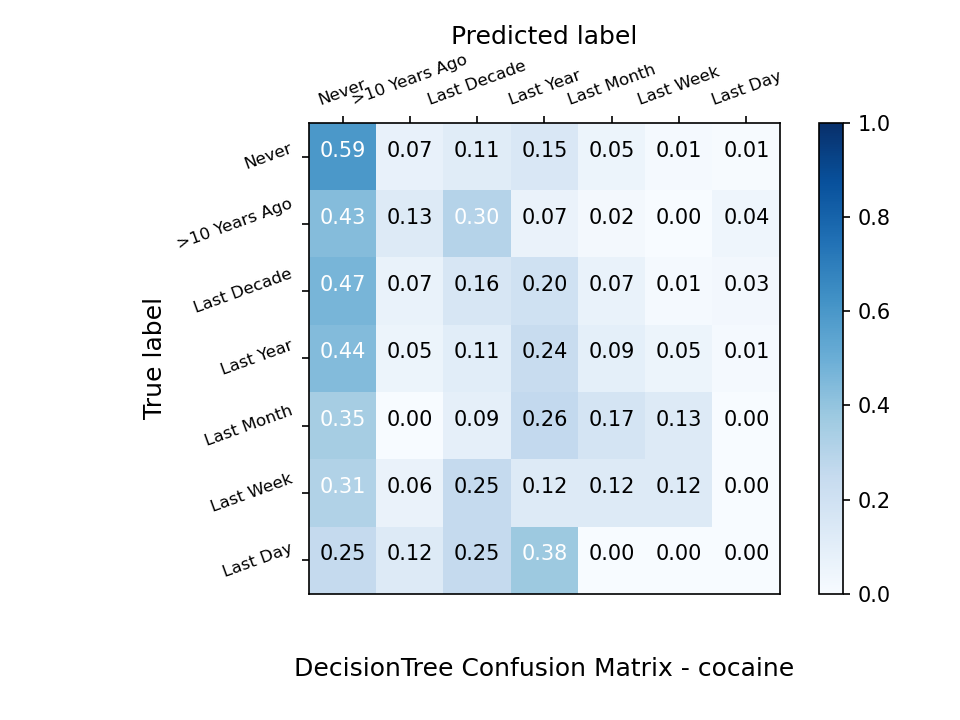 Predicted label
Never
>10 Years Ago
Last Decade
Last Year
Last Month
Last Week
Last Day
True label
Never 0.59 0.07 0.11 0.15 0.05 0.01 0.01
>10 Years Ago 0.43 0.13 0.30 0.07 0.02 0.00 0.04
Last Decade 0.47 0.07 0.16 0.20 0.07 0.01 0.03
Last Year 0.44 0.05 0.11 0.24 0.09 0.05 0.01
Last Month 0.35 0.00 0.09 0.26 0.17 0.13 0.00
Last Week 0.31 0.06 0.25 0.12 0.12 0.12 0.00
Last Day 0.25 0.12 0.25 0.38 0.00 0.00 0.00
1.0
0.8
0.6
0.4
0.2
0.0
DecisionTree Confusion Matrix - cocaine